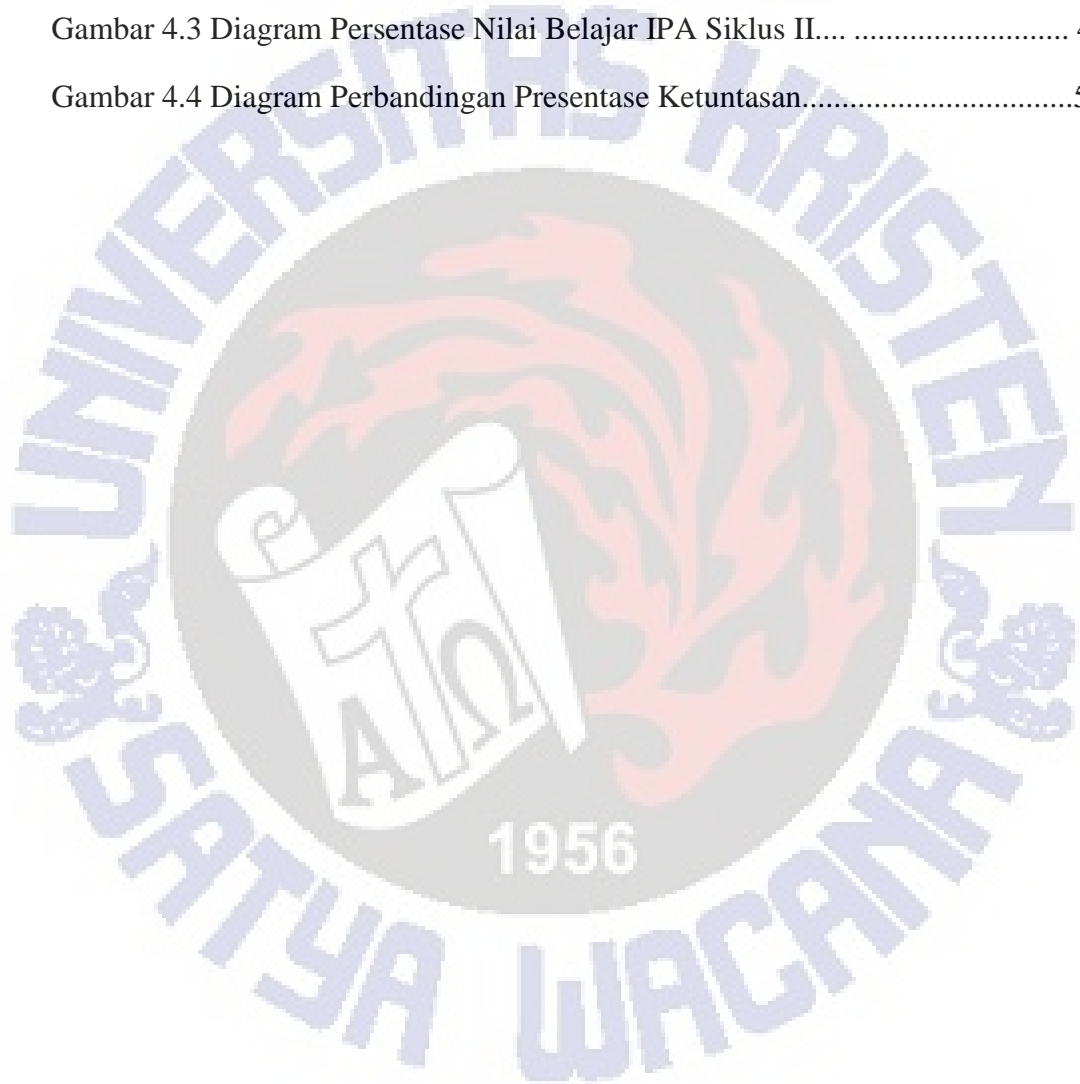 Gambar 4.3 Diagram Persentase Nilai Belajar IPA Siklus II.... ..........................
Gambar 4.4 Diagram Perbandingan Presentase Ketuntasan.................................5
UNIVERSITAS KRISTEN
Α Ω
1956
SATYA WACANA